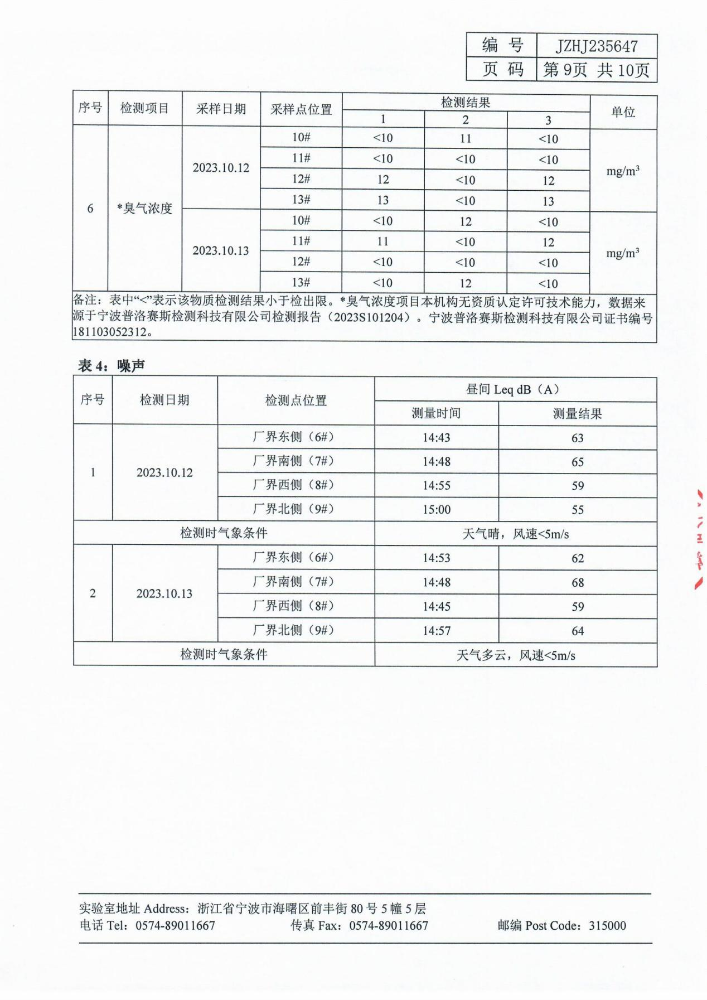 编 号 JZHJ235647
页 码 第 9页 共 10页
序号 检测项目 采样日期 采样点位置 检测结果 单位
1 2 3
6 *臭气浓度 2023.10.12 10# <10 11 <10 mg/m³
11# <10 <10 <10
12# 12 <10 12
13# 13 <10 13
2023.10.13 10# <10 12 <10 mg/m³
11# 11 <10 12
12# <10 <10 <10
13# <10 12 <10
备注：表中“<”表示该物质检测结果小于检出限。*臭气浓度项目本机构无资质认定许可技术能力，数据来
源于宁波普洛赛斯检测科技有限公司检测报告（2023S101204）。宁波普洛赛斯检测科技有限公司证书编号
181103052312。
表 4：噪声
序号 检测日期 检测点位置 昼间 Leq dB（A）
测量时间 测量结果
1 2023.10.12 厂界东侧（6#） 14:43 63
厂界南侧（7#） 14:48 65
厂界西侧（8#） 14:55 59
厂界北侧（9#） 15:00 55
检测时气象条件 天气晴，风速<5m/s
2 2023.10.13 厂界东侧（6#） 14:53 62
厂界南侧（7#） 14:48 68
厂界西侧（8#） 14:45 59
厂界北侧（9#） 14:57 64
检测时气象条件 天气多云，风速<5m/s
实验室地址 Address：浙江省宁波市海曙区前丰街 80 号 5 幢 5 层
电话 Tel：0574-89011667 传真 Fax：0574-89011667 邮编 Post Code：315000